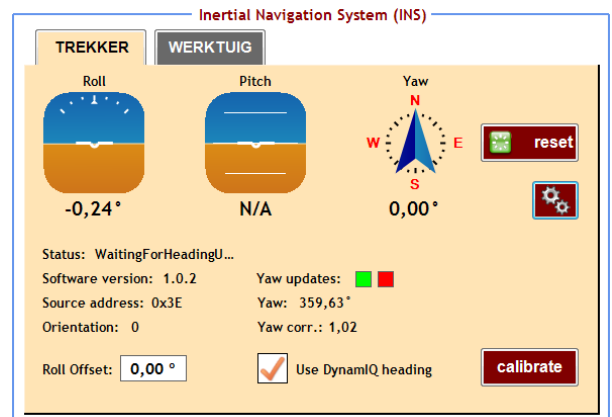 Inertial Navigation System (INS)
TREKKER WERKTUIG
Roll Pitch Yaw
N
W E
S
reset
-0,24° N/A 0,00°
Status: WaitingForHeadingU...
Software version: 1.0.2 Yaw updates:
Source address: 0x3E Yaw: 359,63°
Orientation: 0 Yaw corr.: 1,02
Roll Offset: 0,00 ° Use DynamIQ heading calibrate